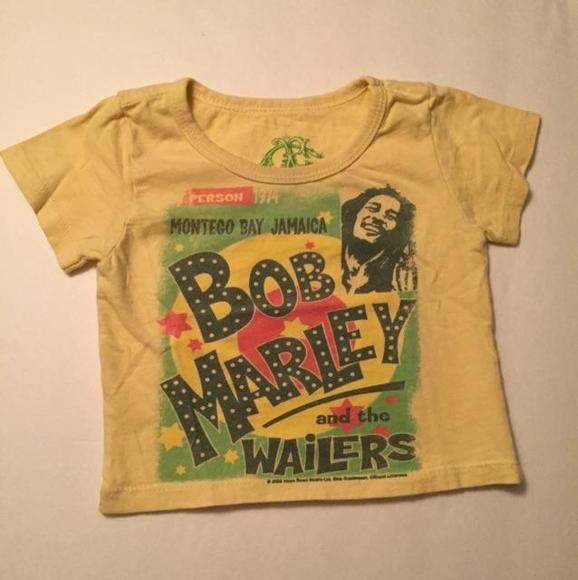 PERSON 1974
MONTEGO BAY JAMAICA
BOB
MARLEY
and the
WAILERS